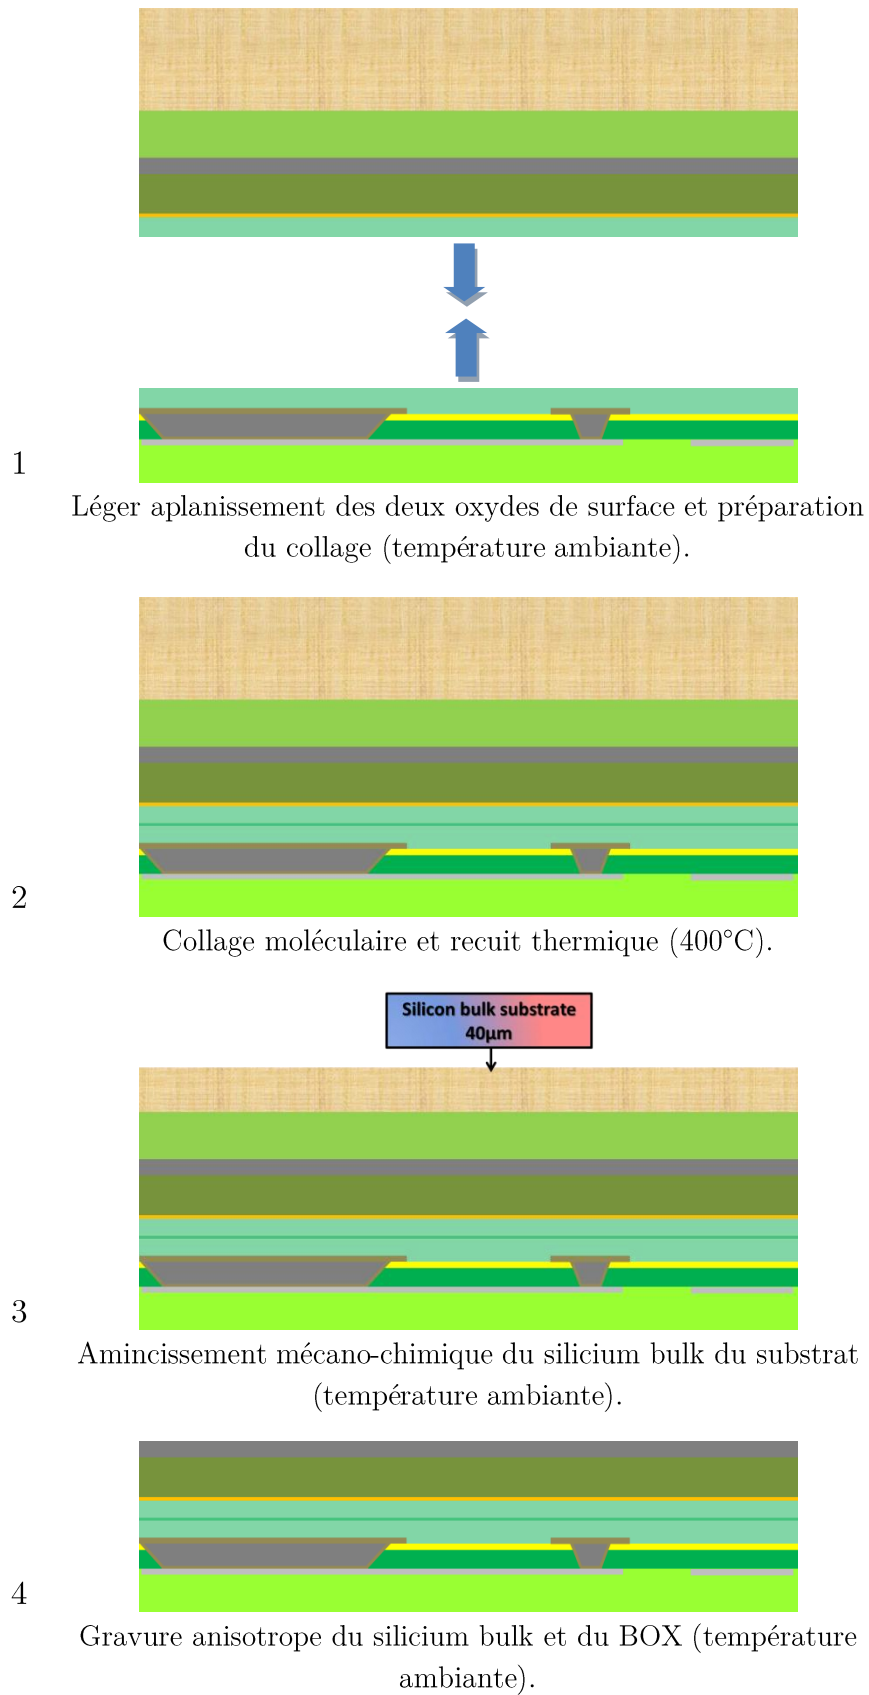 1
Léger aplanissement des deux oxydes de surface et préparation
du collage (température ambiante).
2
Collage moléculaire et recuit thermique (400°C).
Silicon bulk substrate
40µm
3
Amincissement mécano-chimique du silicium bulk du substrat
(température ambiante).
4
Gravure anisotrope du silicium bulk et du BOX (température
ambiante).